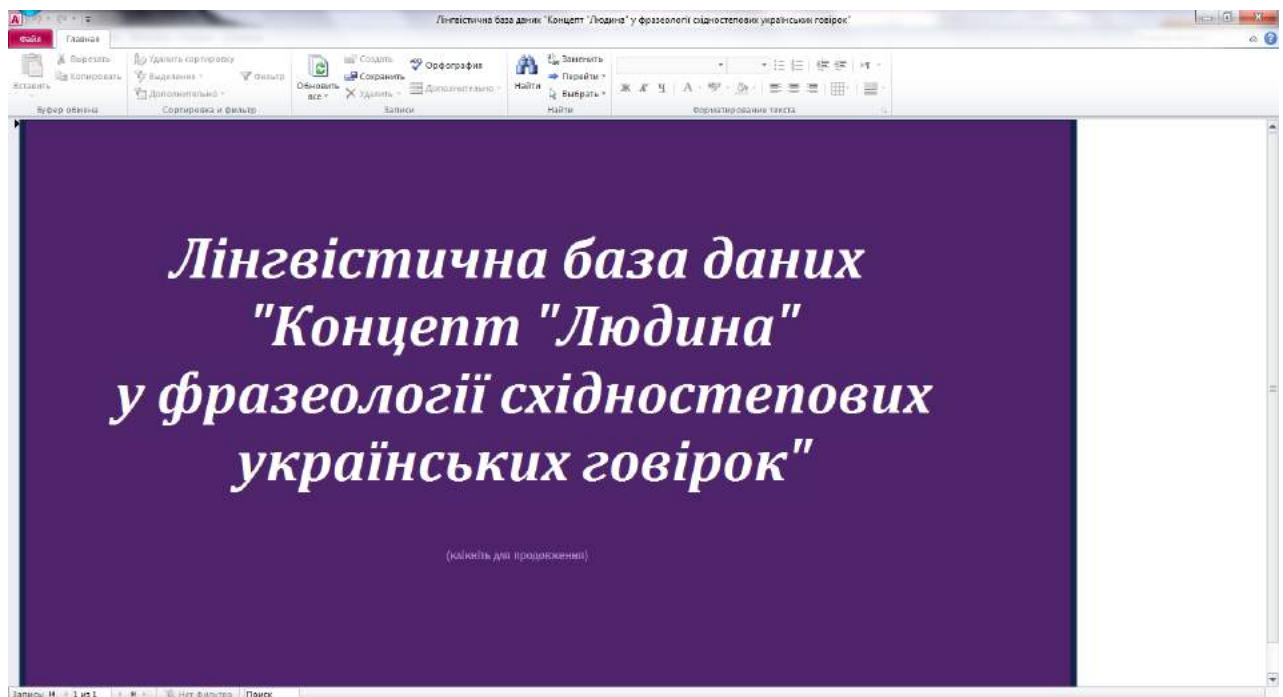 Лінгвістична база даних "Концепт "Людина" у фразеології східностепових українських говірок"
Файл Главная
Вставить
Вырезать
Копировать
Буфер обмена
Удалить сортировку
Выделение
Дополнительно
Фильтр
Сортировка и фильтр
Обновить все
Создать
Сохранить
Удалить
Орфография
Дополнительно
Записи
Найти
Заменить
Перейти
Выбрать
Найти
Ж К Ч А
Форматирование текста
Лінгвістична база даних
"Концепт "Людина"
у фразеології східностепових
українських говірок"
(клікніть для продовження)
Запись: 1 из 1 Нет фильтра Поиск